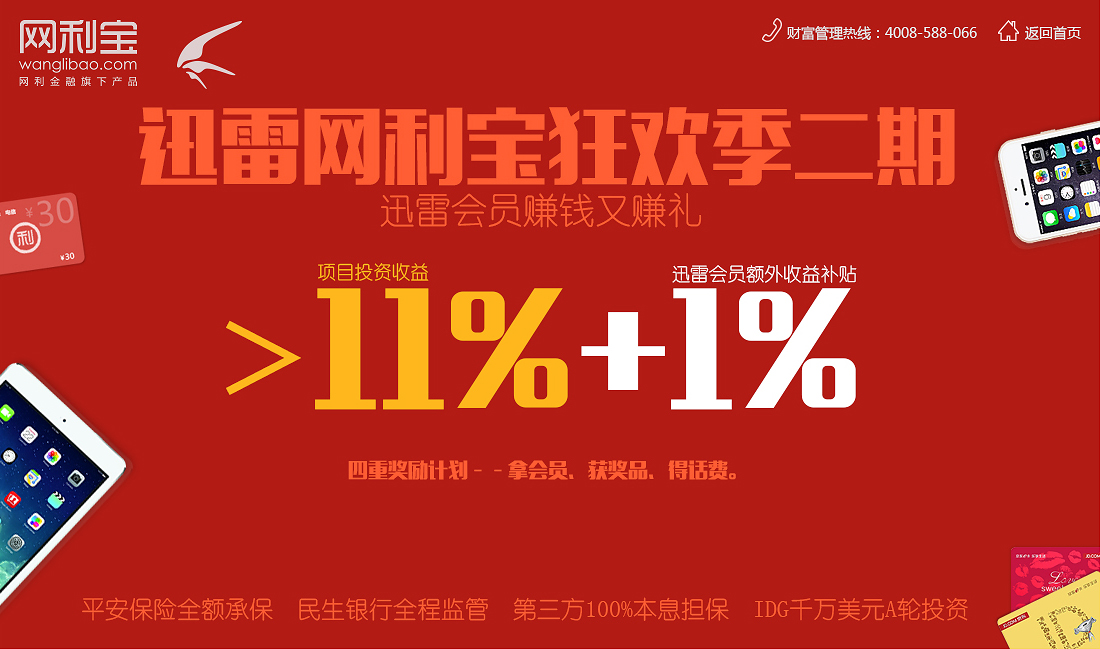 网利宝
wanglibao.com
网利金融旗下产品
财富管理热线：4008-588-066
返回首页
迅雷网利宝狂欢季二期
迅雷会员赚钱又赚礼
电脑
¥30
利
¥30
项目投资收益
迅雷会员额外收益补贴
>11%+1%
四重奖励计划--拿会员、获奖品、得话费。
平安保险全额承保 民生银行全程监管 第三方100%本息担保 IDG千万美元A轮投资